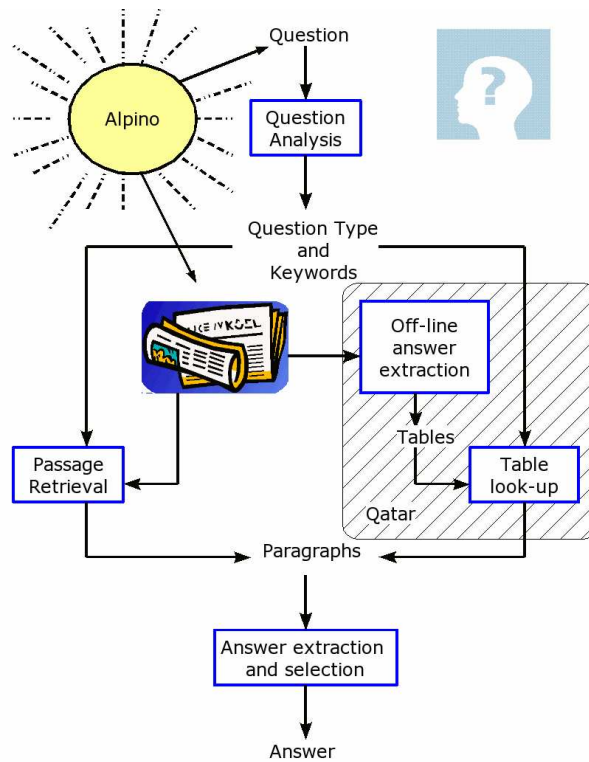 Question
Alpino
?
Question
Analysis
Question Type
and
Keywords
Off-line
answer
extraction
Tables
Passage
Retrieval
Table
look-up
Qatar
Paragraphs
Answer extraction
and selection
Answer